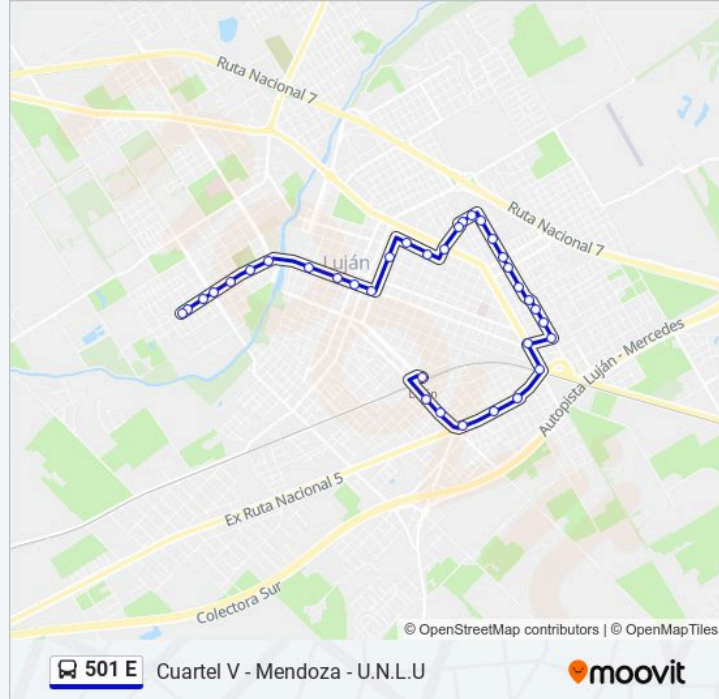 Ruta Nacional 7
Ruta Nacional 7
Luján
Autopista Luján - Mercedes
Ex Ruta Nacional 5
Colectora Sur
© OpenStreetMap contributors | © OpenMapTiles
501 E Cuartel V - Mendoza - U.N.L.U
moovit